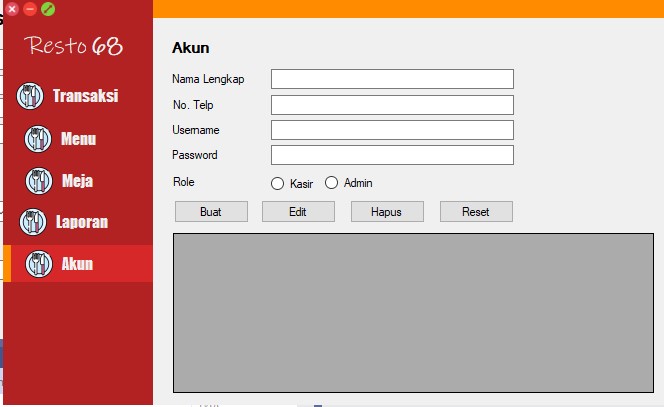 Resto 68
Transaksi
Menu
Meja
Laporan
Akun
Akun
Nama Lengkap
No. Telp
Username
Password
Role
Kasir
Admin
Buat
Edit
Hapus
Reset